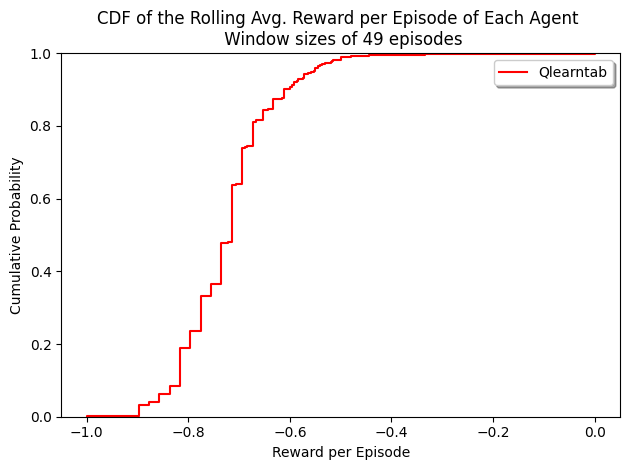 CDF of the Rolling Avg. Reward per Episode of Each Agent
Window sizes of 49 episodes
Qlearntab
Cumulative Probability
1.0
0.8
0.6
0.4
0.2
0.0
−1.0 −0.8 −0.6 −0.4 −0.2 0.0
Reward per Episode